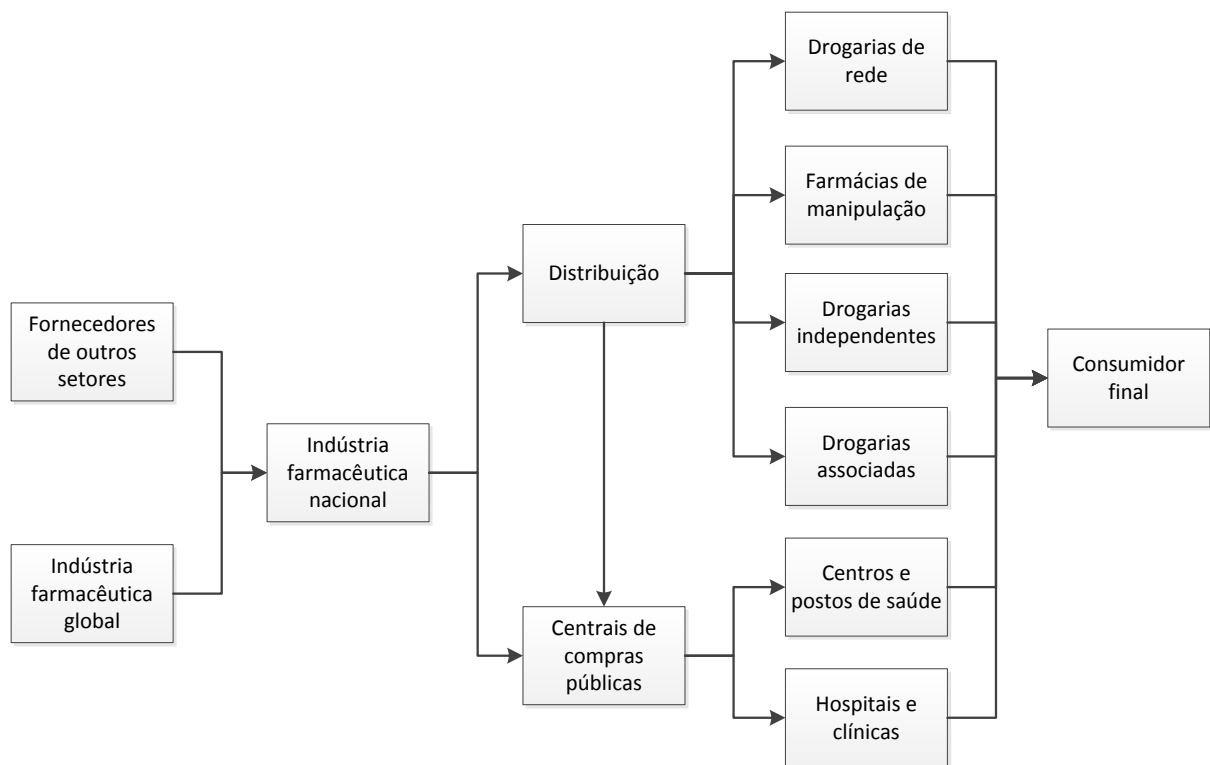 Fornecedores
de outros
setores
Indústria
farmacêutica
global
Indústria
farmacêutica
nacional
Distribuição
Centrais de
compras
públicas
Drogarias de
rede
Farmácias de
manipulação
Drogarias
independentes
Drogarias
associadas
Centros e
postos de saúde
Hospitais e
clínicas
Consumidor
final